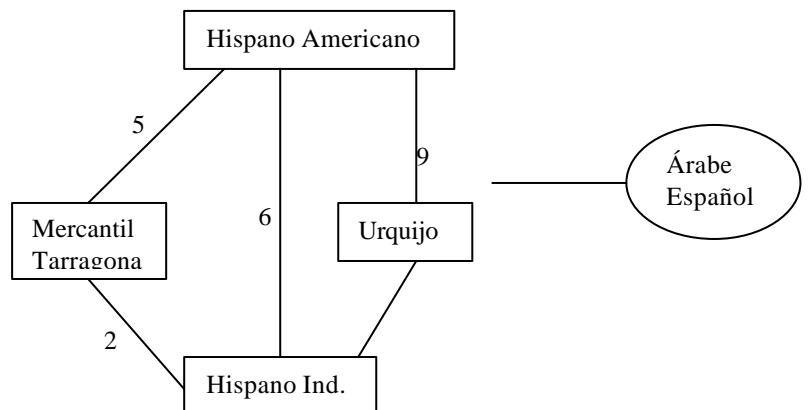 Hispano Americano
5
9
Árabe
Español
Mercantil
Tarragona
6
Urquijo
2
Hispano Ind.